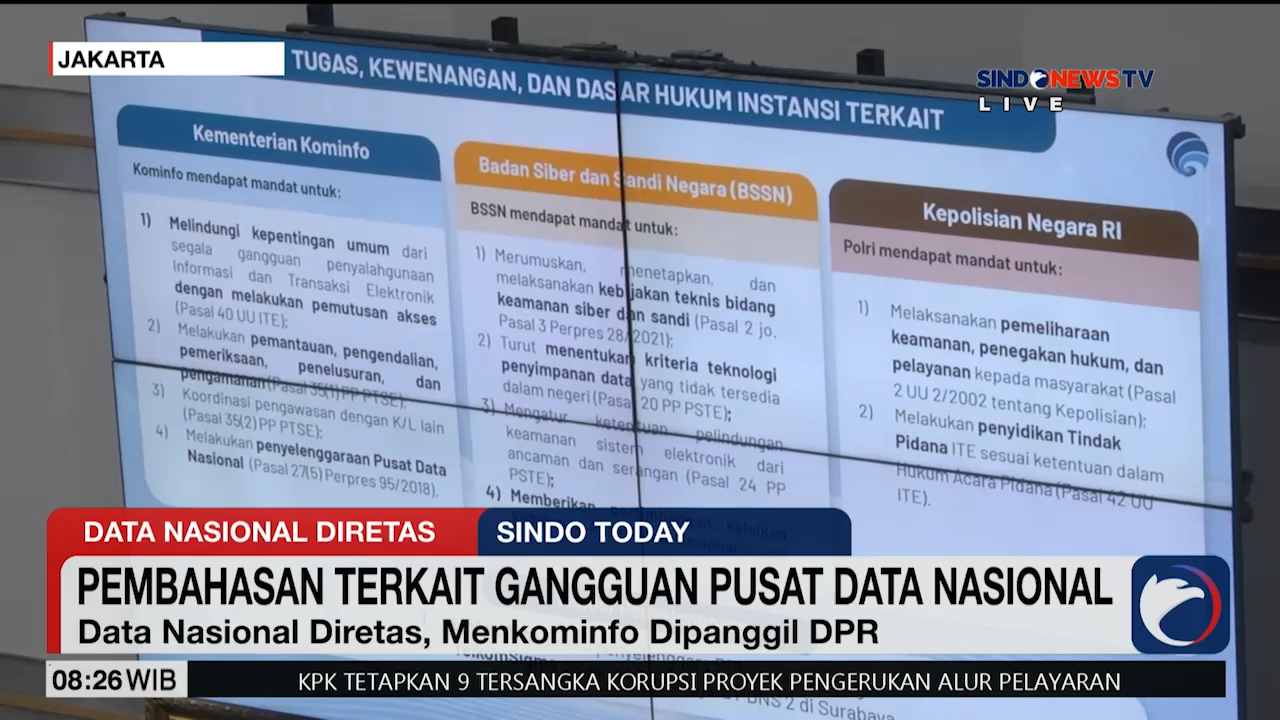 JAKARTA
SINDONEWSTV
LIVE
TUGAS, KEWENANGAN, DAN DASAR HUKUM INSTANSI TERKAIT
Kementerian Kominfo
Kominfo mendapat mandat untuk:
1) Melindungi kepentingan umum dari
segala gangguan penyalahgunaan
Informasi dan Transaksi Elektronik
dengan melakukan pemutusan akses
(Pasal 40 UU ITE);
2) Melakukan pemantauan, pengendalian,
pemeriksaan, penelusuran, dan
pengamanan (Pasal 35(1) PP PTSE).
3) Koordinasi pengawasan dengan K/L lain
(Pasal 35(2) PP PTSE);
4) Melakukan penyelenggaraan Pusat Data
Nasional (Pasal 27(5) Perpres 95/2018).
Badan Siber dan Sandi Negara (BSSN)
BSSN mendapat mandat untuk:
1) Merumuskan, menetapkan, dan
melaksanakan kebijakan teknis bidang
keamanan siber dan sandi (Pasal 2 jo.
Pasal 3 Perpres 28/2021);
2) Turut menentukan kriteria teknologi
penyimpanan data yang tidak tersedia
dalam negeri (Pasal 20 PP PSTE);
3) Mengatur ketentuan pelindungan
keamanan sistem elektronik dari
ancaman dan serangan (Pasal 24 PP
PSTE);
4) Memberikan
Kepolisian Negara RI
Polri mendapat mandat untuk:
1) Melaksanakan pemeliharaan
keamanan, penegakan hukum, dan
pelayanan kepada masyarakat (Pasal
2 UU 2/2002 tentang Kepolisian);
2) Melakukan penyidikan Tindak
Pidana ITE sesuai ketentuan dalam
Hukum Acara Pidana (Pasal 42 UU
ITE).
DATA NASIONAL DIRETAS
SINDO TODAY
PEMBAHASAN TERKAIT GANGGUAN PUSAT DATA NASIONAL
Data Nasional Diretas, Menkominfo Dipanggil DPR
08:26 WIB
KPK TETAPKAN 9 TERSANGKA KORUPSI PROYEK PENGERUKAN ALUR PELAYARAN
2 di Surabaya